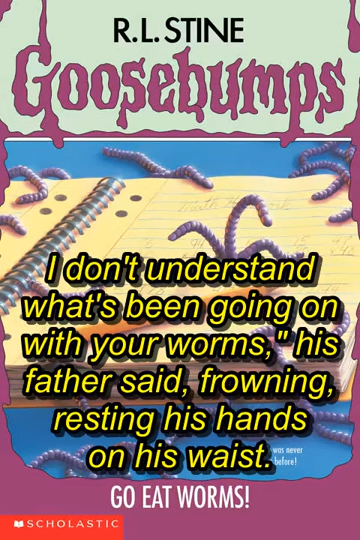 R.L. STINE
Goosebumps
I don't understand
what's been going on
with your worms," his
father said, frowning,
resting his hands
on his waist.
was never
before!
GO EAT WORMS!
SCHOLASTIC